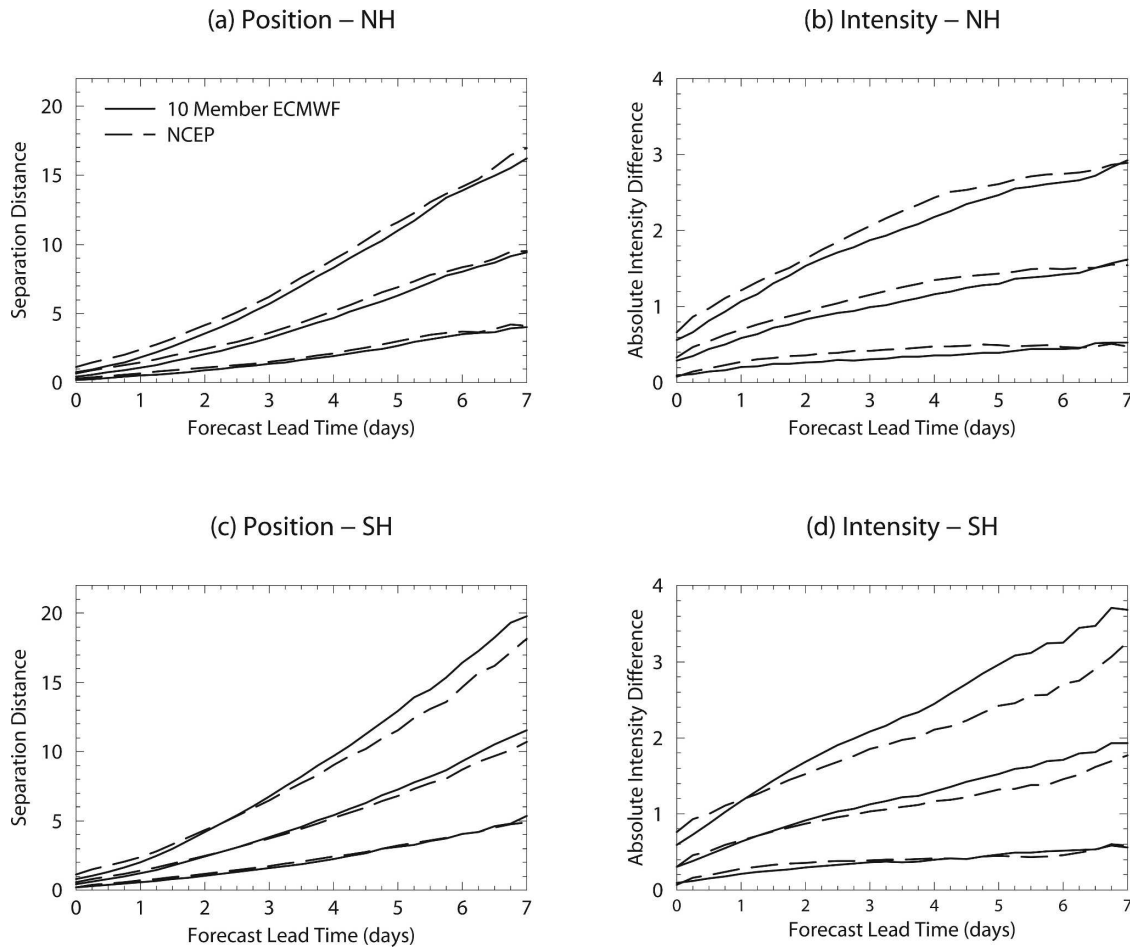 (a) Position – NH
Separation Distance
20
15
10
5
0
10 Member ECMWF
NCEP
0 1 2 3 4 5 6 7
Forecast Lead Time (days)
(b) Intensity – NH
Absolute Intensity Difference
4
3
2
1
0
0 1 2 3 4 5 6 7
Forecast Lead Time (days)
(c) Position – SH
Separation Distance
20
15
10
5
0
0 1 2 3 4 5 6 7
Forecast Lead Time (days)
(d) Intensity – SH
Absolute Intensity Difference
4
3
2
1
0
0 1 2 3 4 5 6 7
Forecast Lead Time (days)